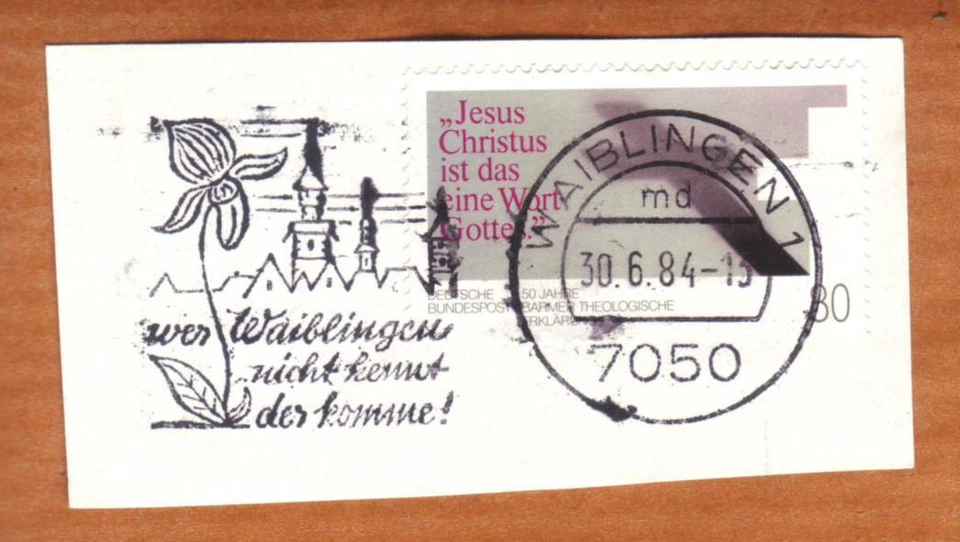 „Jesus
Christus
ist das
eine Wort
Gottes.”
DEUTSCHE
BUNDESPOST
50 JAHRE
BARMER THEOLOGISCHE
ERKLÄRUNG
80
WAIBLINGEN 1
md
30.6.84-
7050
wer Waiblingen
nicht kennt
der komme!